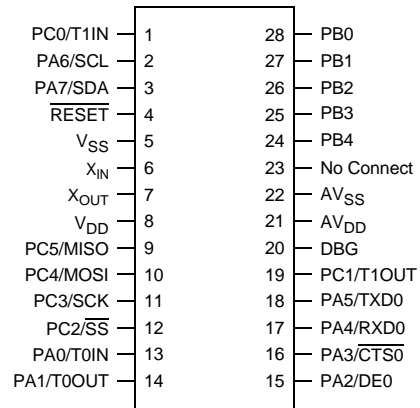 PC0/T1IN 1 28 PB0
PA6/SCL 2 27 PB1
PA7/SDA 3 26 PB2
R̅E̅S̅E̅T̅ 4 25 PB3
VSS 5 24 PB4
XIN 6 23 No Connect
XOUT 7 22 AVSS
VDD 8 21 AVDD
PC5/MISO 9 20 DBG
PC4/MOSI 10 19 PC1/T1OUT
PC3/SCK 11 18 PA5/TXD0
PC2/S̅S̅ 12 17 PA4/RXD0
PA0/T0IN 13 16 PA3/C̅T̅S̅0̅
PA1/T0OUT 14 15 PA2/DE0